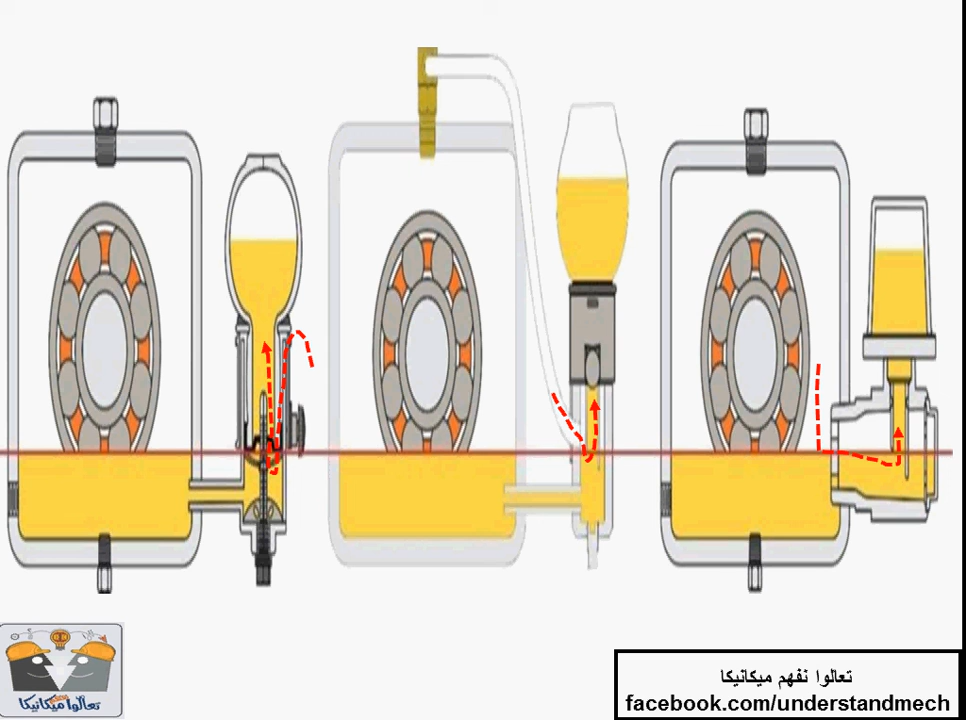 تعالوا ميكانيكا
تعالوا نفهم ميكانيكا
facebook.com/understandmech